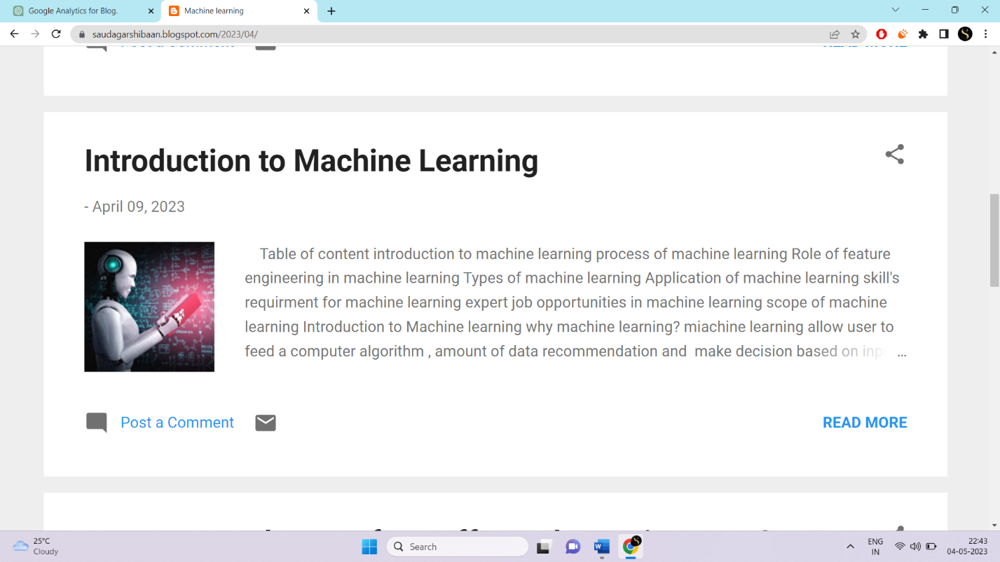 Google Analytics for Blog.
Machine learning
saudagarshibaan.blogspot.com/2023/04/
Post a Comment
READ MORE
Introduction to Machine Learning
- April 09, 2023
Table of content introduction to machine learning process of machine learning Role of feature
engineering in machine learning Types of machine learning Application of machine learning skill's
requirment for machine learning expert job opportunities in machine learning scope of machine
learning Introduction to Machine learning why machine learning? miachine learning allow user to
feed a computer algorithm , amount of data recommendation and make decision based on inp ...
Post a Comment
READ MORE
25°C
Cloudy
Search
ENG
IN
22:43
04-05-2023